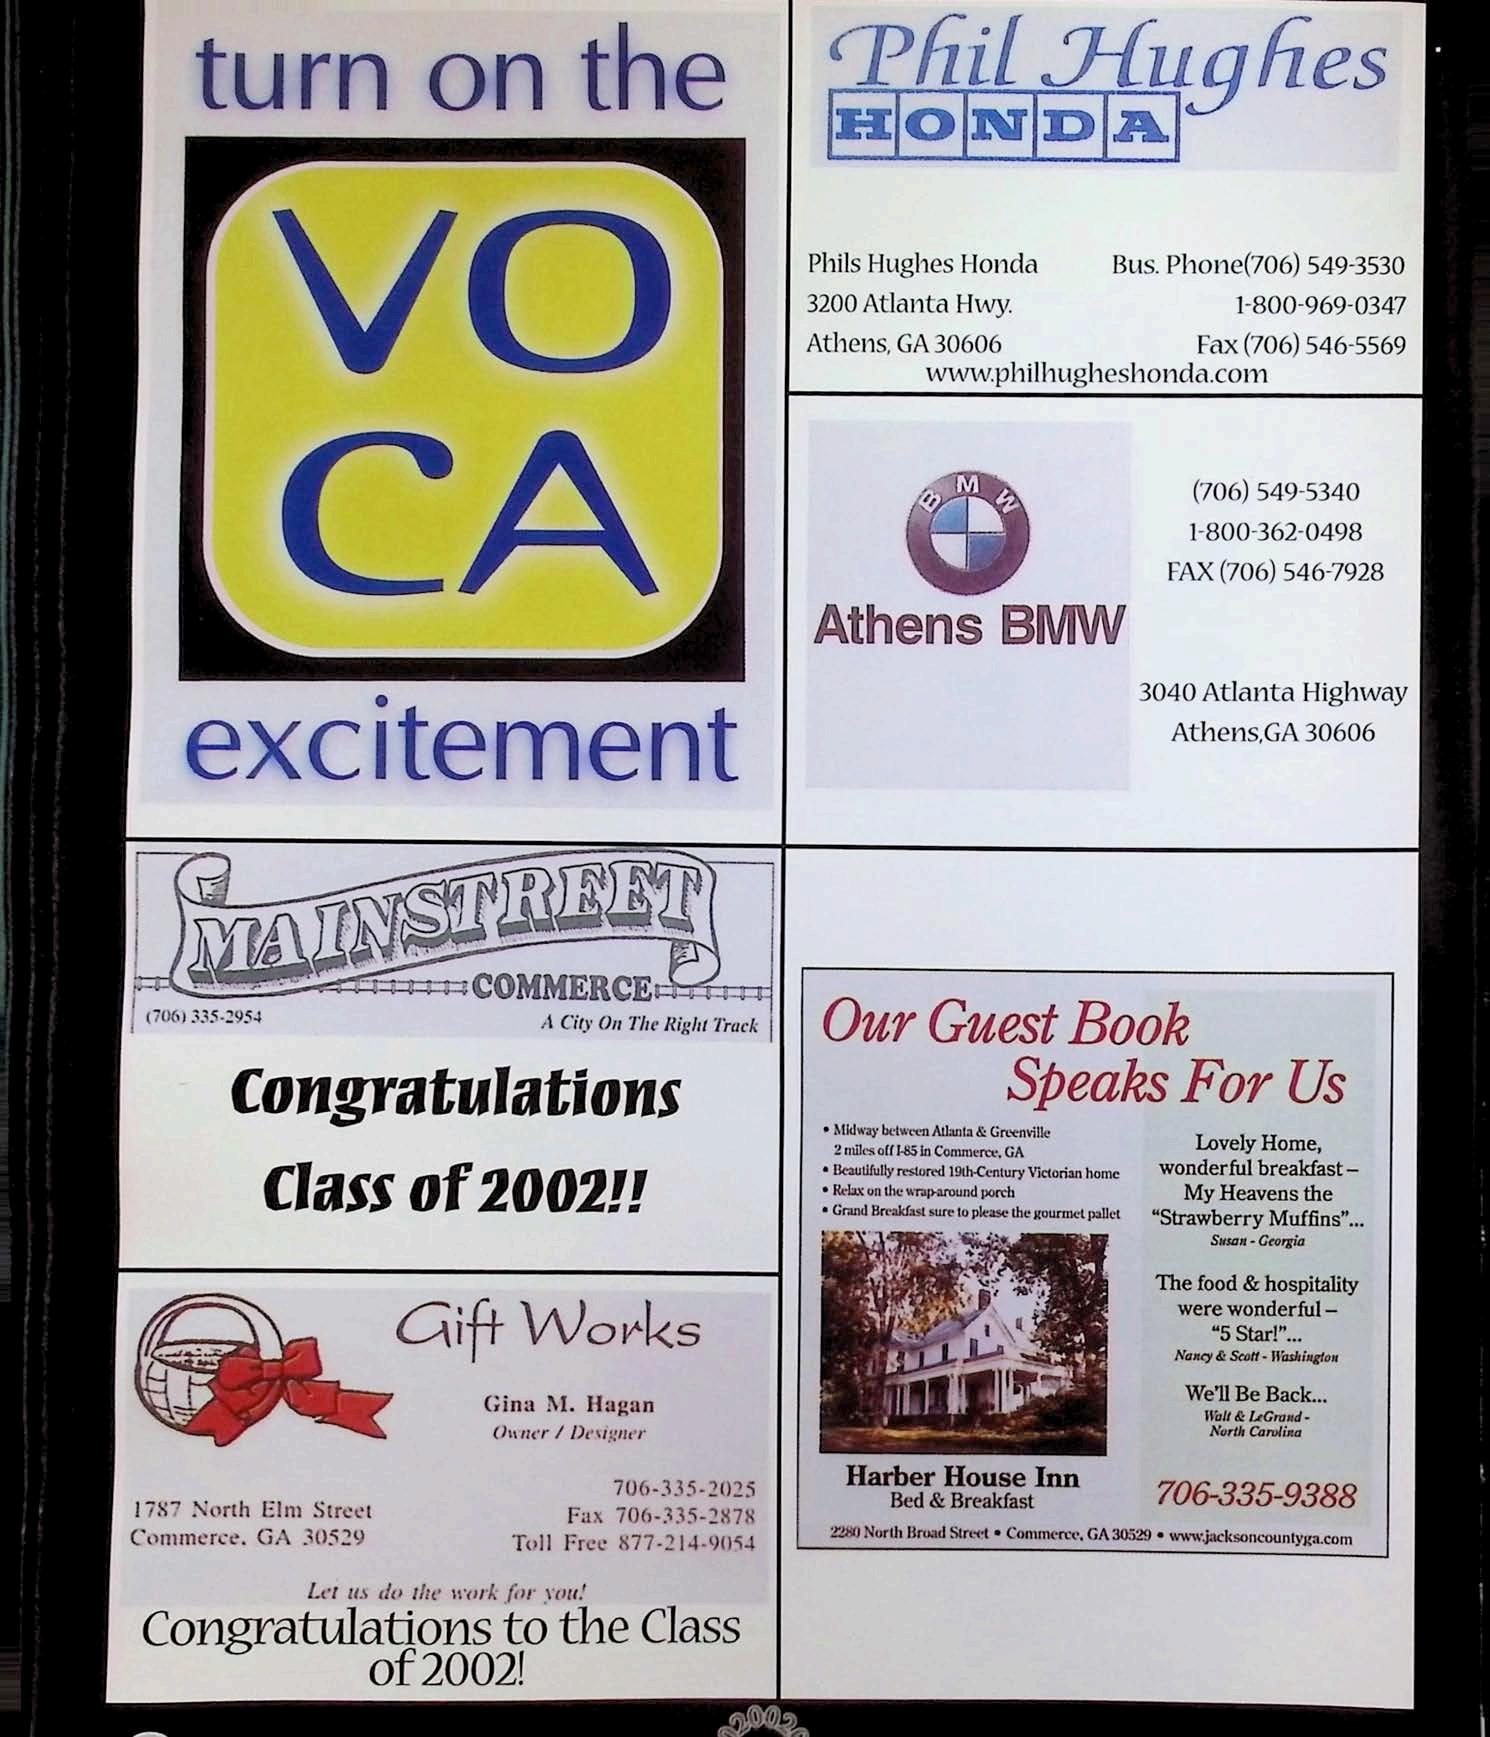 turn on the
VO
CA
excitement
Phil Hughes
HONDA
Phils Hughes Honda
3200 Atlanta Hwy.
Athens, GA 30606
Bus. Phone(706) 549-3530
1-800-969-0347
Fax (706) 546-5569
www.philhugheshonda.com
BMW
Athens BMW
(706) 549-5340
1-800-362-0498
FAX (706) 546-7928
3040 Atlanta Highway
Athens,GA 30606
MAINSTREET
COMMERCE
(706) 335-2954
A City On The Right Track
Congratulations
Class of 2002!!
Gift Works
Gina M. Hagan
Owner / Designer
1787 North Elm Street
Commerce, GA 30529
706-335-2025
Fax 706-335-2878
Toll Free 877-214-9054
Let us do the work for you!
Congratulations to the Class
of 2002!
Our Guest Book
Speaks For Us
• Midway between Atlanta & Greenville
2 miles off I-85 in Commerce, GA
• Beautifully restored 19th-Century Victorian home
• Relax on the wrap-around porch
• Grand Breakfast sure to please the gourmet pallet
Harber House Inn
Bed & Breakfast
Lovely Home,
wonderful breakfast –
My Heavens the
“Strawberry Muffins”...
Susan - Georgia
The food & hospitality
were wonderful –
“5 Star!”...
Nancy & Scott - Washington
We'll Be Back...
Walt & LeGrand -
North Carolina
706-335-9388
2280 North Broad Street • Commerce, GA 30529 • www.jacksoncountyga.com